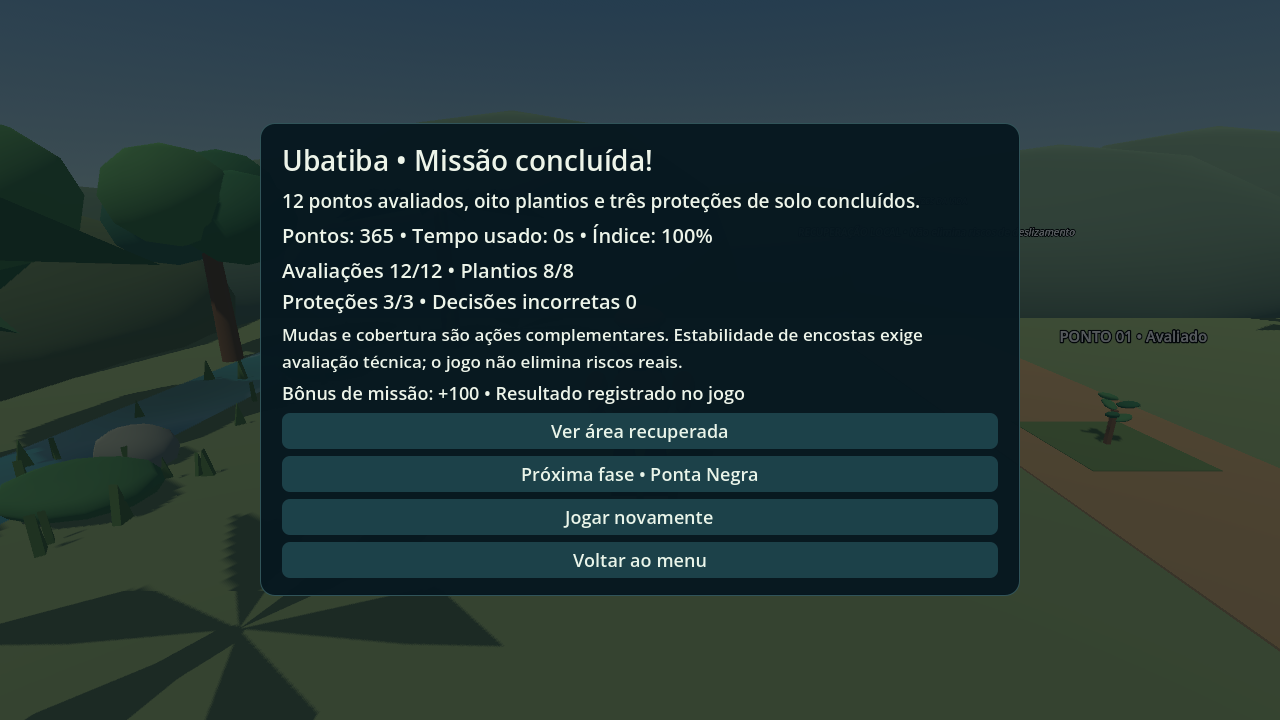 Ubatiba • Missão concluída!
12 pontos avaliados, oito plantios e três proteções de solo concluídos.
Pontos: 365 • Tempo usado: 0s • Índice: 100%
Avaliações 12/12 • Plantios 8/8
Proteções 3/3 • Decisões incorretas 0
Mudas e cobertura são ações complementares. Estabilidade de encostas exige
avaliação técnica; o jogo não elimina riscos reais.
Bônus de missão: +100 • Resultado registrado no jogo
Ver área recuperada
Próxima fase • Ponta Negra
Jogar novamente
Voltar ao menu
PONTO 01 • Avaliado